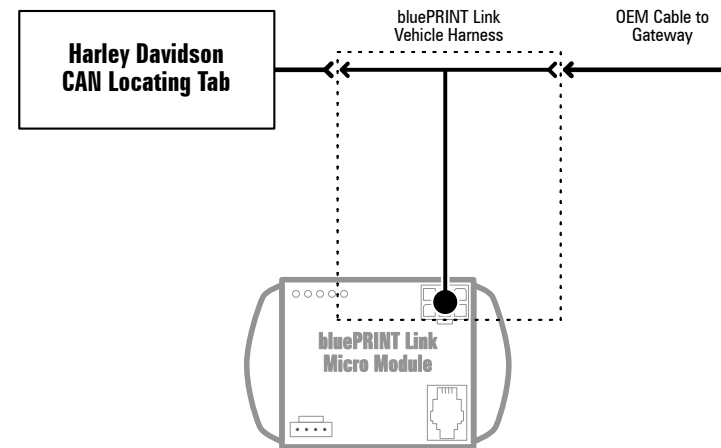 bluePRINT Link
Vehicle Harness
OEM Cable to
Gateway
Harley Davidson
CAN Locating Tab
bluePRINT Link
Micro Module